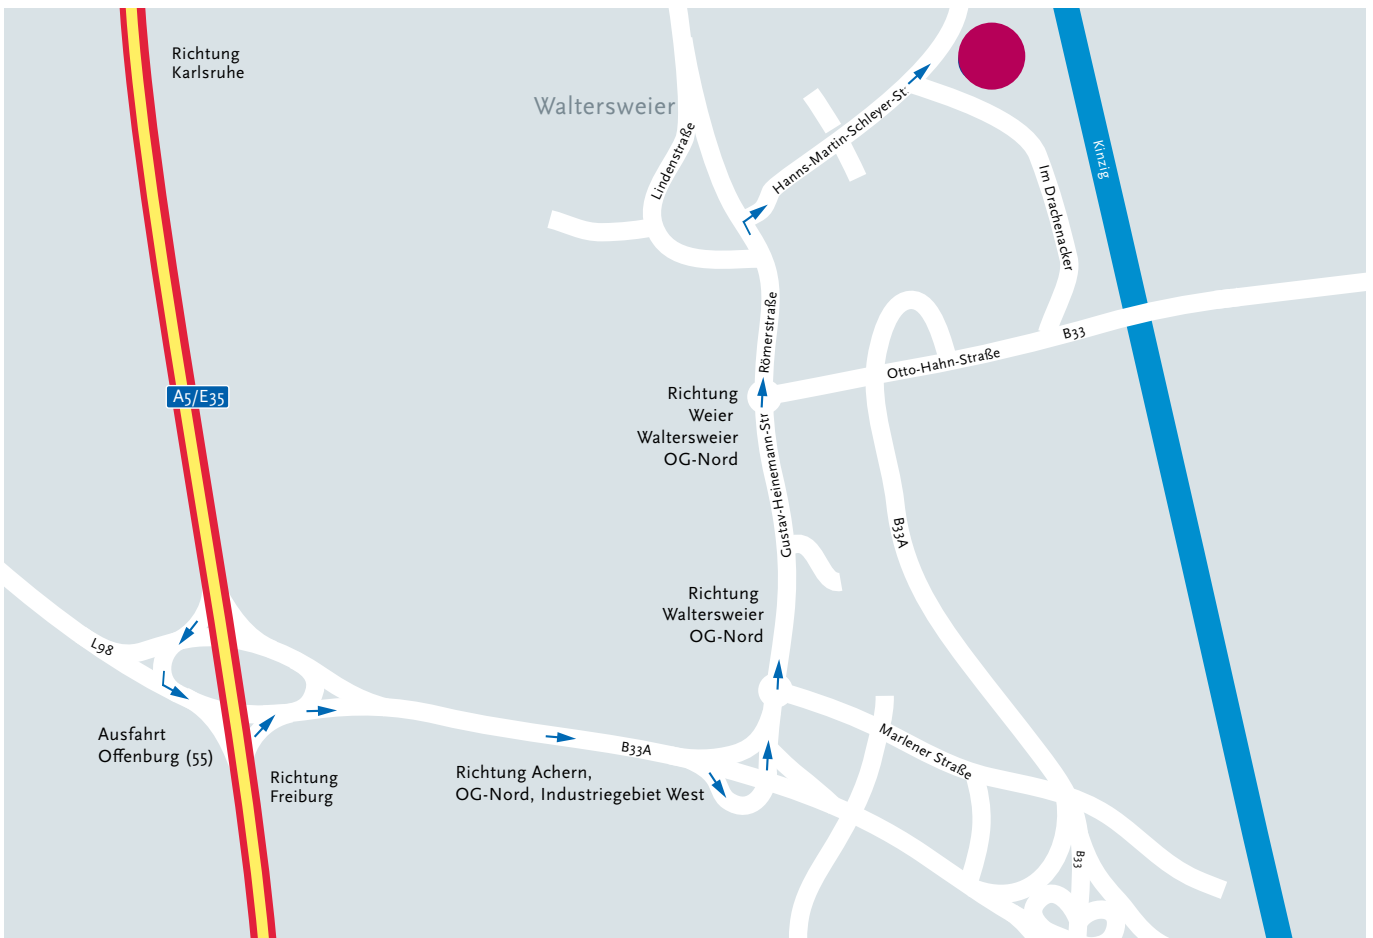 Richtung
Karlsruhe
Waltersweier
Lindenstraße
Hanns-Martin-Schleyer-Str
Kinzig
Im Drachenacker
Römerstraße
B33
Otto-Hahn-Straße
A5/E35
Richtung
Weier
Waltersweier
OG-Nord
Gustav-Heinemann-Str
B33A
Richtung
Waltersweier
OG-Nord
L98
Ausfahrt
Offenburg (55)
Richtung
Freiburg
B33A
Richtung Achern,
OG-Nord, Industriegebiet West
Marlener Straße
B33